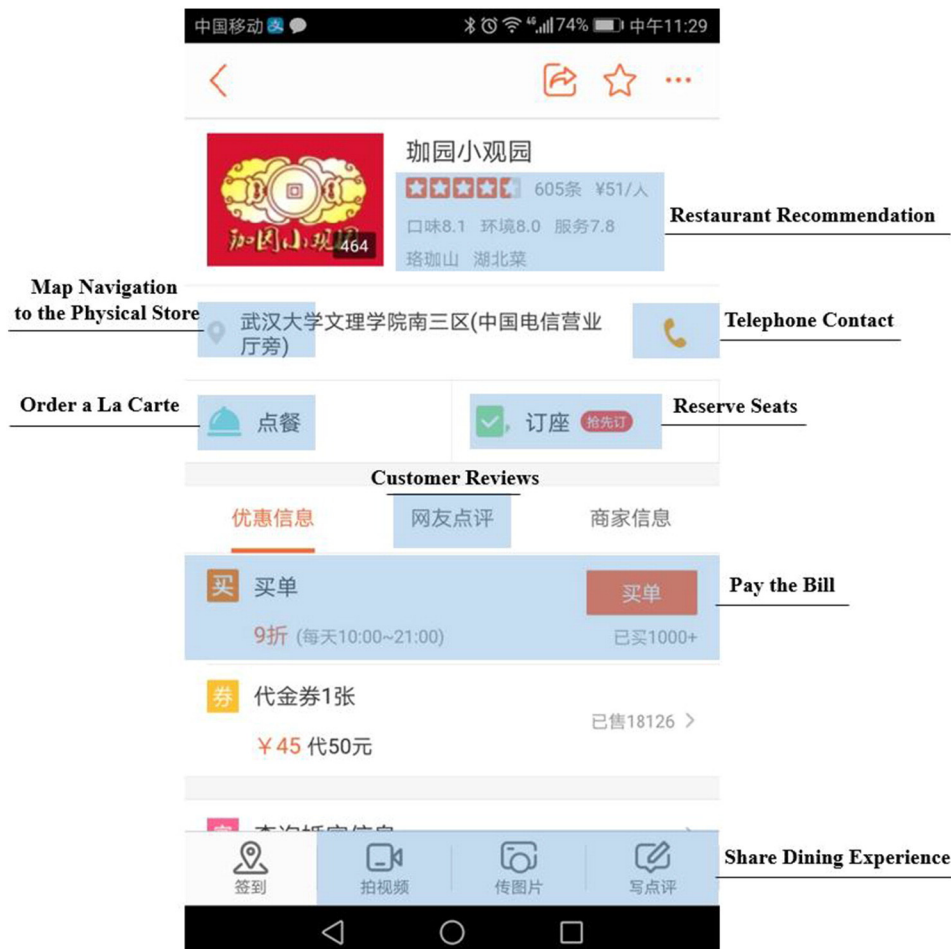 中国移动 46 74% 中午11:29
珈园小观园
605条 ¥51/人
Restaurant Recommendation
口味8.1 环境8.0 服务7.8
珞珈山 湖北菜
珈园小观园
464
Map Navigation
to the Physical Store
武汉大学文理学院南三区(中国电信营业
厅旁)
Telephone Contact
Order a La Carte
点餐
订座 抢先订
Reserve Seats
Customer Reviews
优惠信息 网友点评 商家信息
买 买单 买单
Pay the Bill
9折 (每天10:00~21:00) 已买1000+
券 代金券1张
已售18126
¥45 代50元
签到 拍视频 传图片 写点评
Share Dining Experience